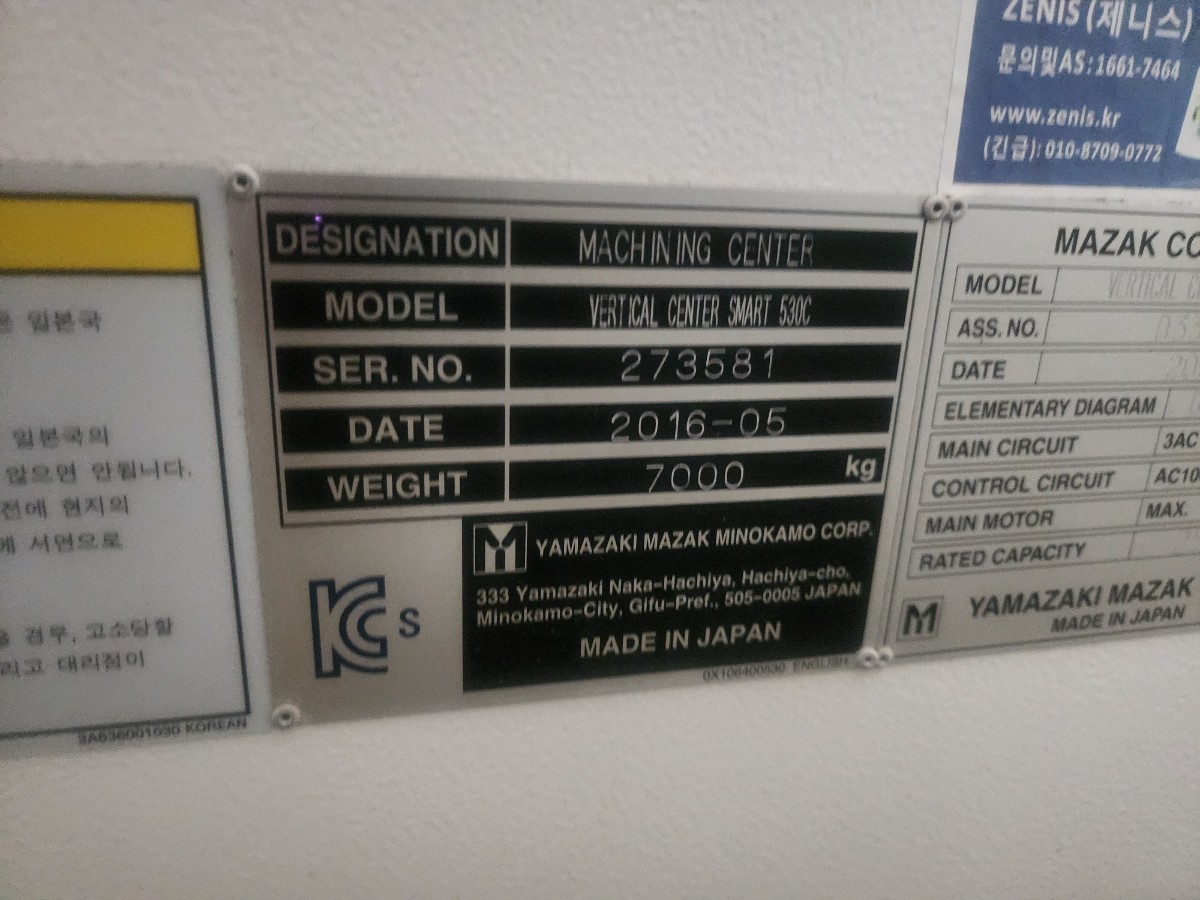 ZENIS (제니스)
문의및AS:1661-7464
www.zenis.kr
(긴급): 010-8709-0772
일본국
일본국의
않으면 안됩니다.
전에 현지의
에 서면으로
경우, 고소당할
리고 대리점이
3A636001030 KOREAN
DESIGNATION MACHINING CENTER
MODEL VERTICAL CENTER SMART 530C
SER. NO. 273581
DATE 2016-05
WEIGHT 7000 kg
KC s
YAMAZAKI MAZAK MINOKAMO CORP.
333 Yamazaki Naka-Hachiya, Hachiya-cho,
Minokamo-City, Gifu-Pref., 505-0005 JAPAN
MADE IN JAPAN
0X106400530 ENGLISH
MAZAK CO
MODEL VERTICAL
ASS. NO.
DATE
ELEMENTARY DIAGRAM
MAIN CIRCUIT 3AC
CONTROL CIRCUIT AC10
MAIN MOTOR MAX.
RATED CAPACITY
YAMAZAKI MAZAK
MADE IN JAPAN